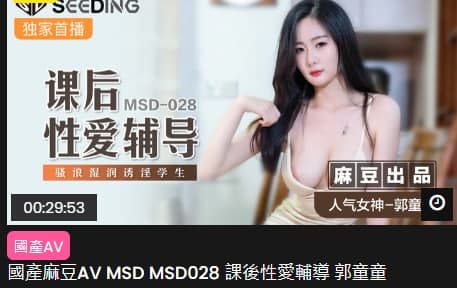 SEEDING
独家首播
课后
MSD-028
性爱辅导
骚浪湿润诱淫学生
麻豆出品
人气女神-郭童
00:29:53
國產AV
國產麻豆AV MSD MSD028 課後性愛輔導 郭童童